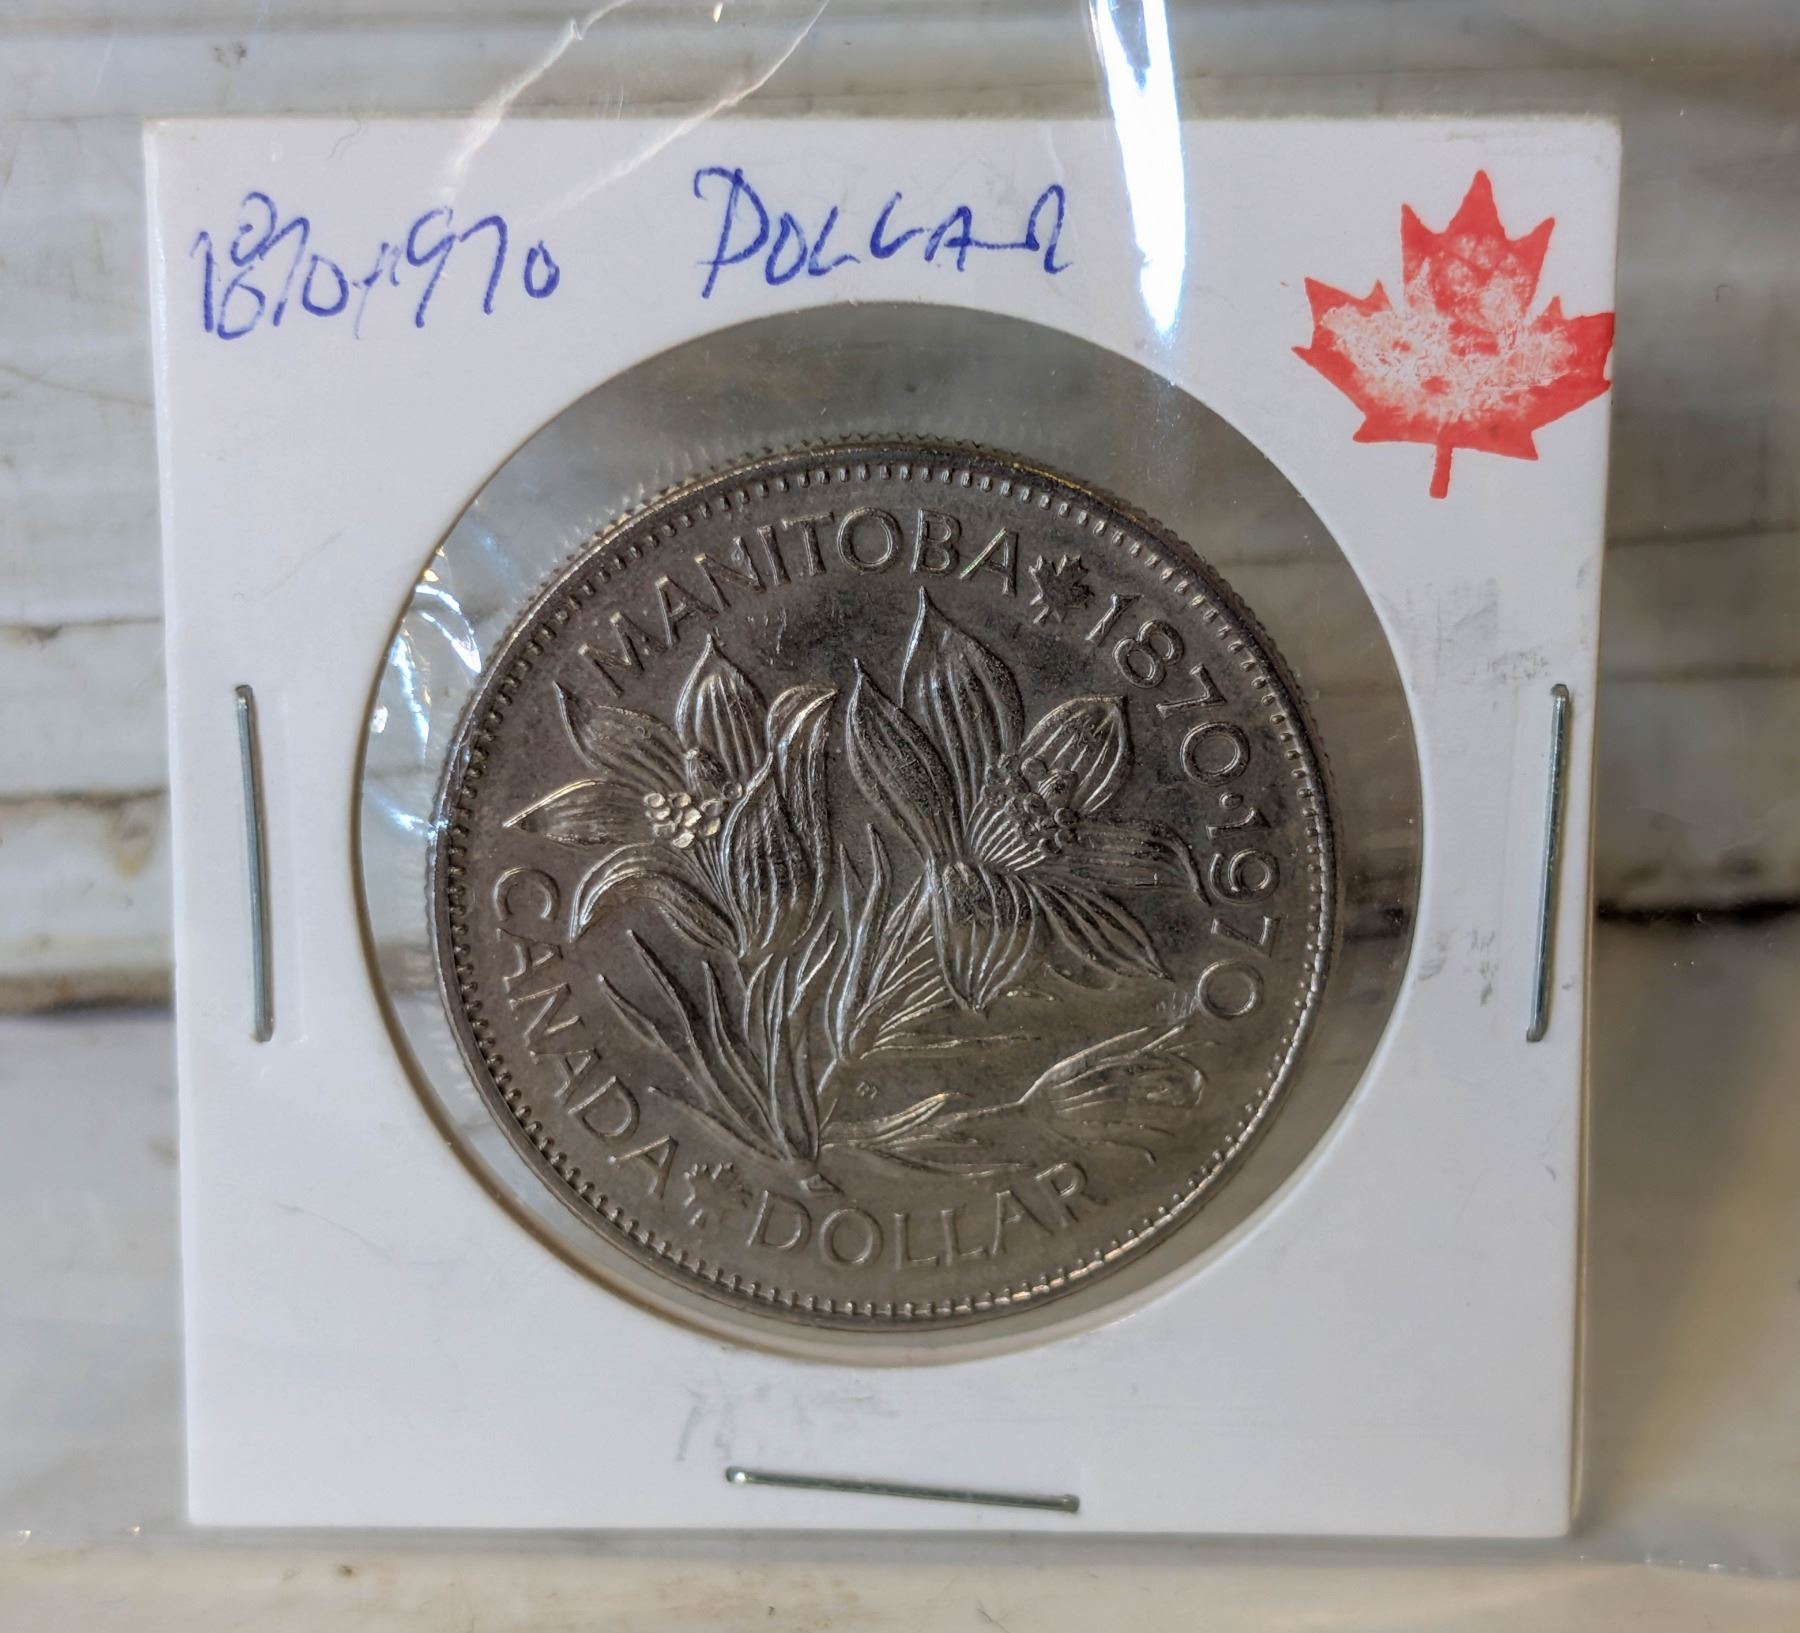 1870-1970 DOLLAR
MANITOBA 1870·1970
CANADA DOLLAR